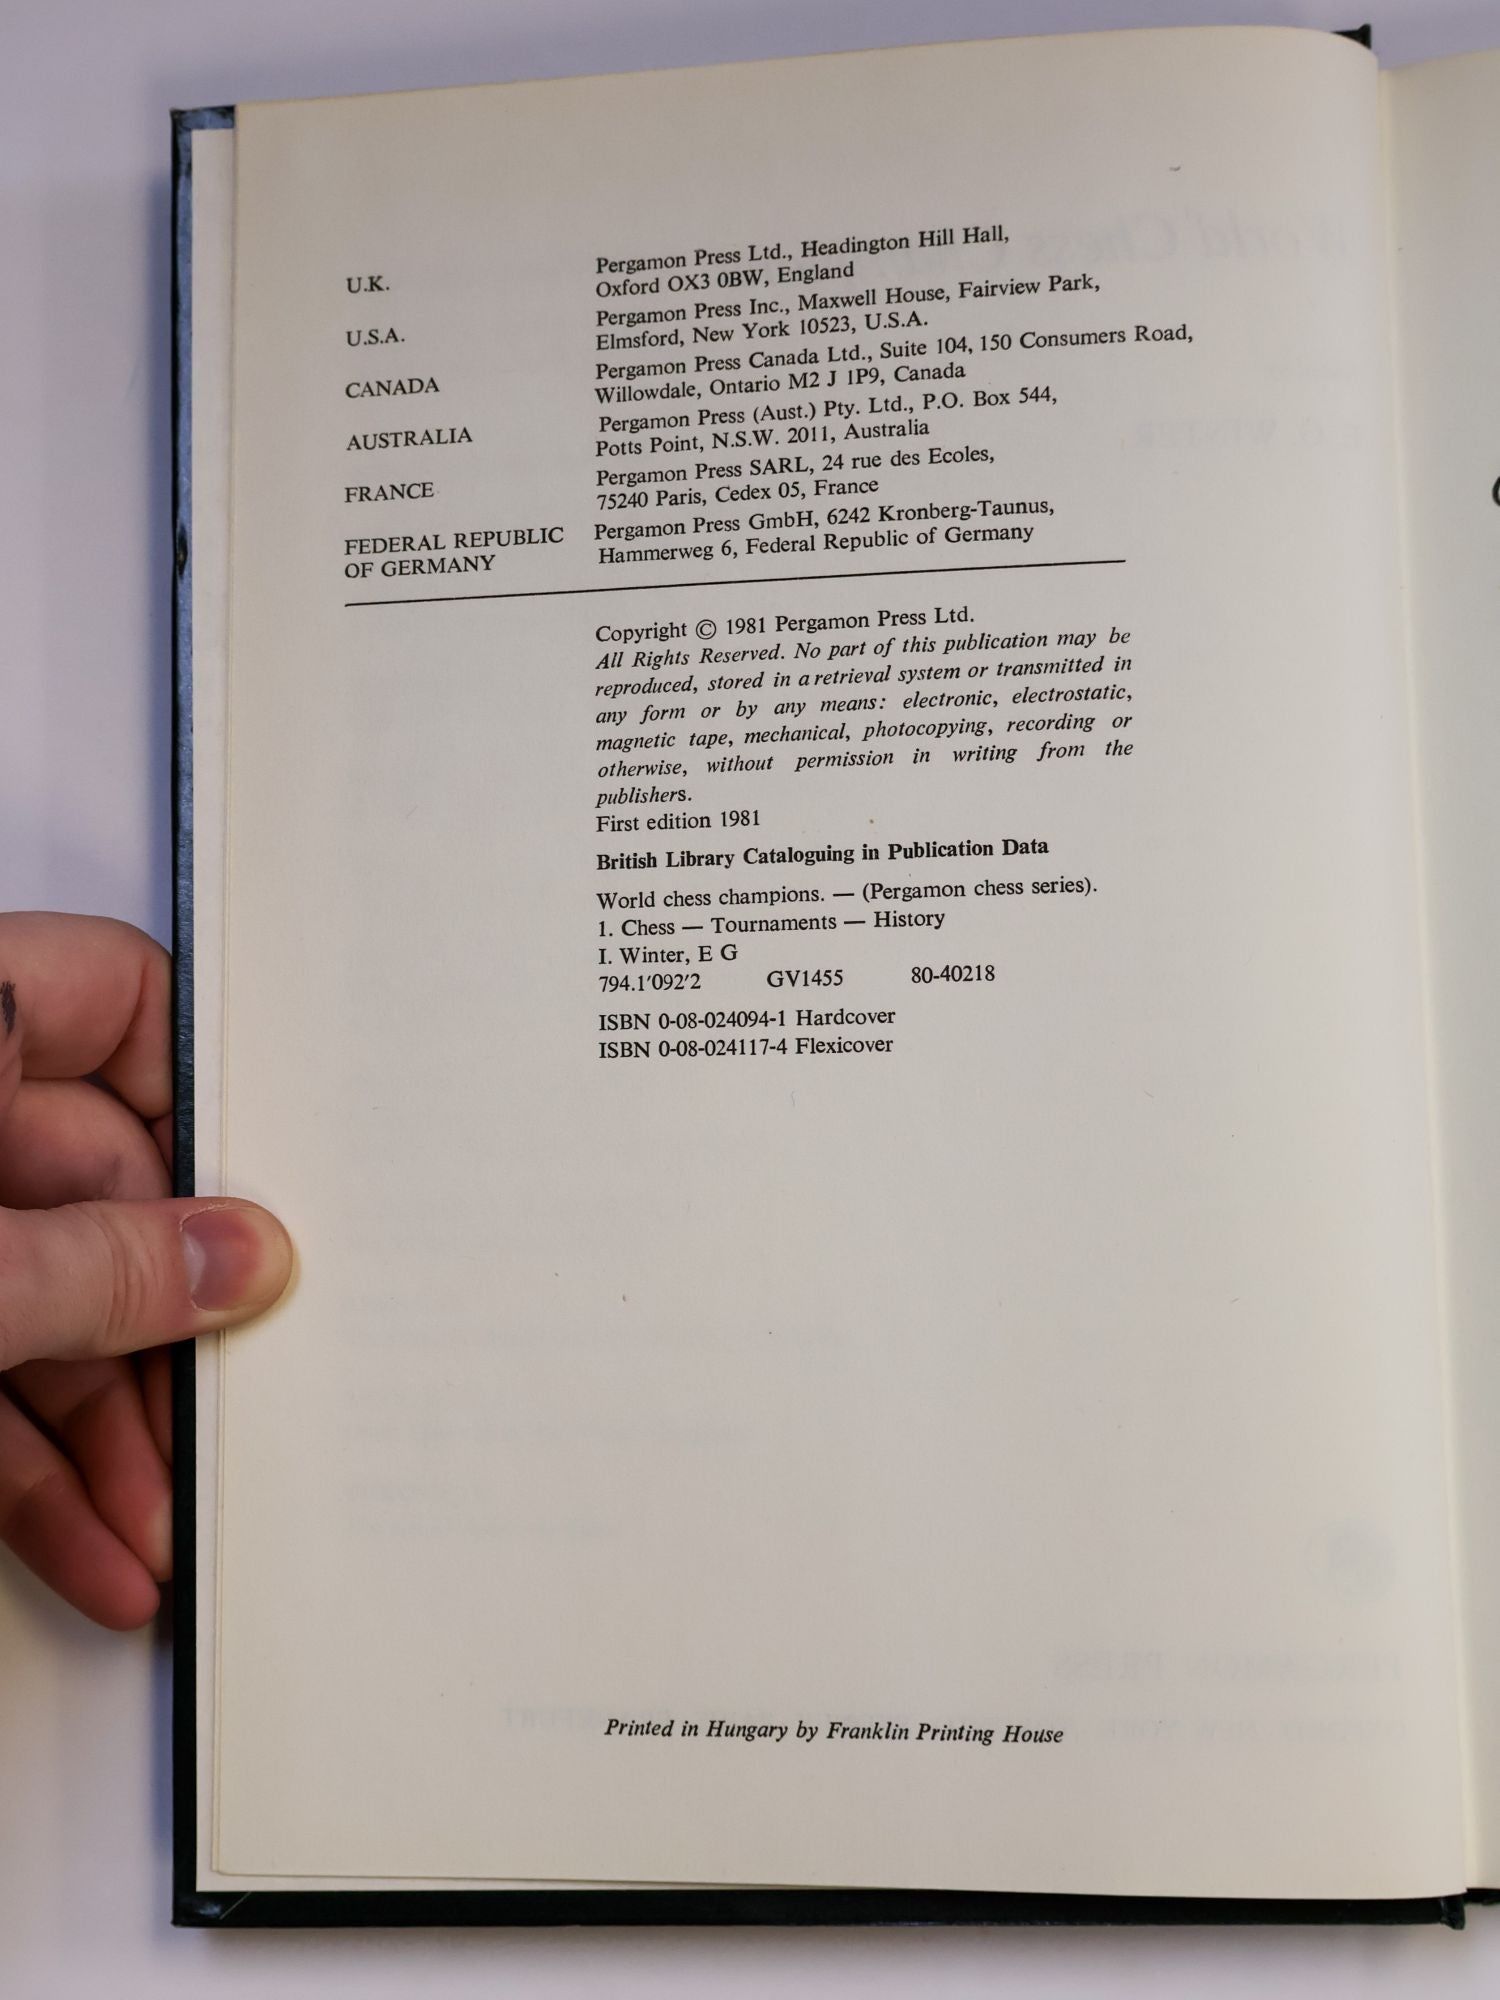 U.K.
Pergamon Press Ltd., Headington Hill Hall,
Oxford OX3 0BW, England
U.S.A.
Pergamon Press Inc., Maxwell House, Fairview Park,
Elmsford, New York 10523, U.S.A.
CANADA
Pergamon Press Canada Ltd., Suite 104, 150 Consumers Road,
Willowdale, Ontario M2 J 1P9, Canada
AUSTRALIA
Pergamon Press (Aust.) Pty. Ltd., P.O. Box 544,
Potts Point, N.S.W. 2011, Australia
FRANCE
Pergamon Press SARL, 24 rue des Ecoles,
75240 Paris, Cedex 05, France
FEDERAL REPUBLIC
OF GERMANY
Pergamon Press GmbH, 6242 Kronberg-Taunus,
Hammerweg 6, Federal Republic of Germany
Copyright © 1981 Pergamon Press Ltd.
All Rights Reserved. No part of this publication may be
reproduced, stored in a retrieval system or transmitted in
any form or by any means: electronic, electrostatic,
magnetic tape, mechanical, photocopying, recording or
otherwise, without permission in writing from the
publishers.
First edition 1981
British Library Cataloguing in Publication Data
World chess champions. — (Pergamon chess series).
1. Chess — Tournaments — History
I. Winter, E G
794.1′092′2 GV1455 80-40218
ISBN 0-08-024094-1 Hardcover
ISBN 0-08-024117-4 Flexicover
Printed in Hungary by Franklin Printing House